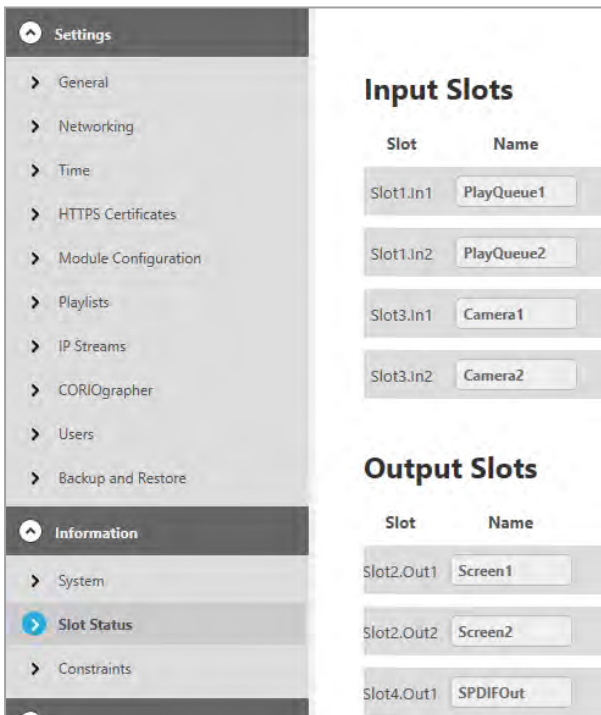 Settings
General
Networking
Time
HTTPS Certificates
Module Configuration
Playlists
IP Streams
CORIOgrapher
Users
Backup and Restore
Information
System
Slot Status
Constraints
Input Slots
Slot Name
Slot1.In1 PlayQueue1
Slot1.In2 PlayQueue2
Slot3.In1 Camera1
Slot3.In2 Camera2
Output Slots
Slot Name
Slot2.Out1 Screen1
Slot2.Out2 Screen2
Slot4.Out1 SPDIFOut